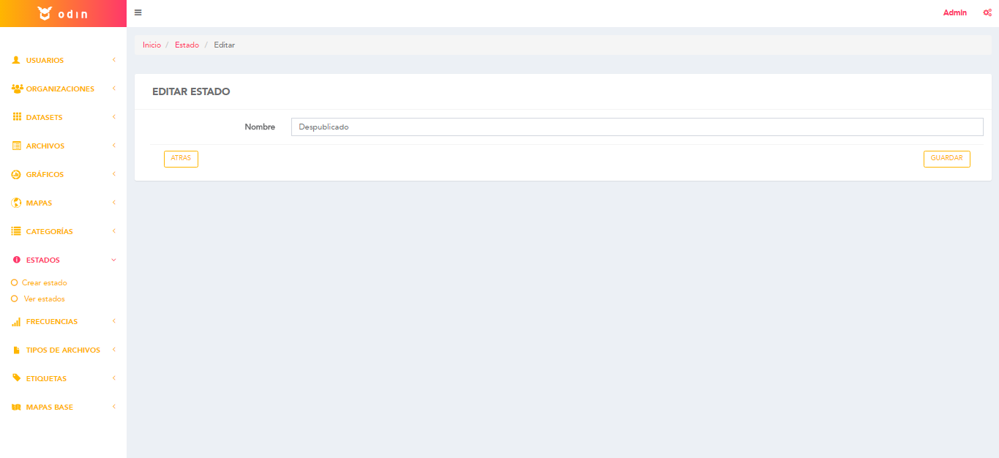 odin
Admin
Inicio / Estado / Editar
USUARIOS
ORGANIZACIONES
DATASETS
ARCHIVOS
GRÁFICOS
MAPAS
CATEGORÍAS
ESTADOS
Crear estado
Ver estados
FRECUENCIAS
TIPOS DE ARCHIVOS
ETIQUETAS
MAPAS BASE
EDITAR ESTADO
Nombre Despublicado
ATRÁS GUARDAR